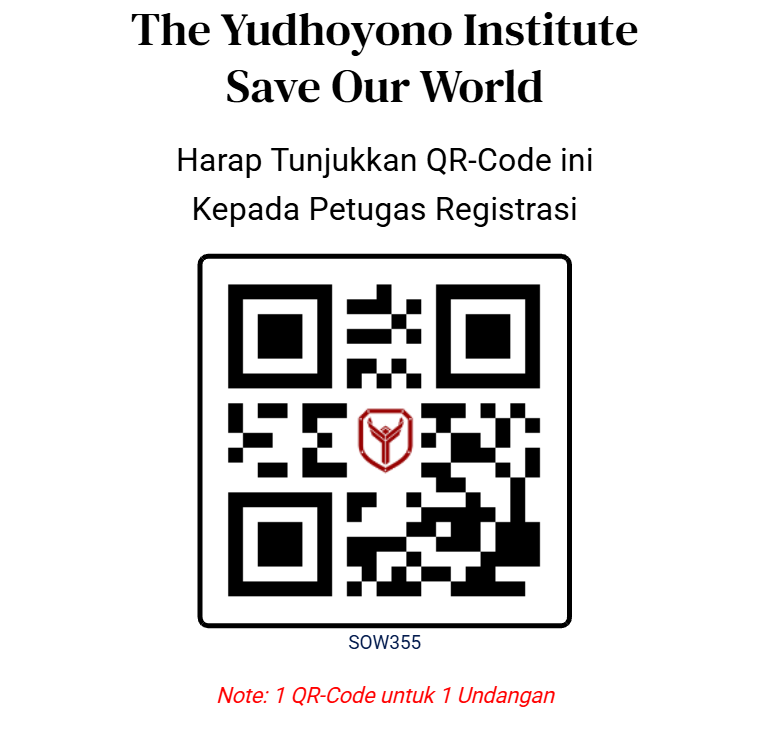 The Yudhoyono Institute
Save Our World
Harap Tunjukkan QR-Code ini
Kepada Petugas Registrasi
SOW355
Note: 1 QR-Code untuk 1 Undangan